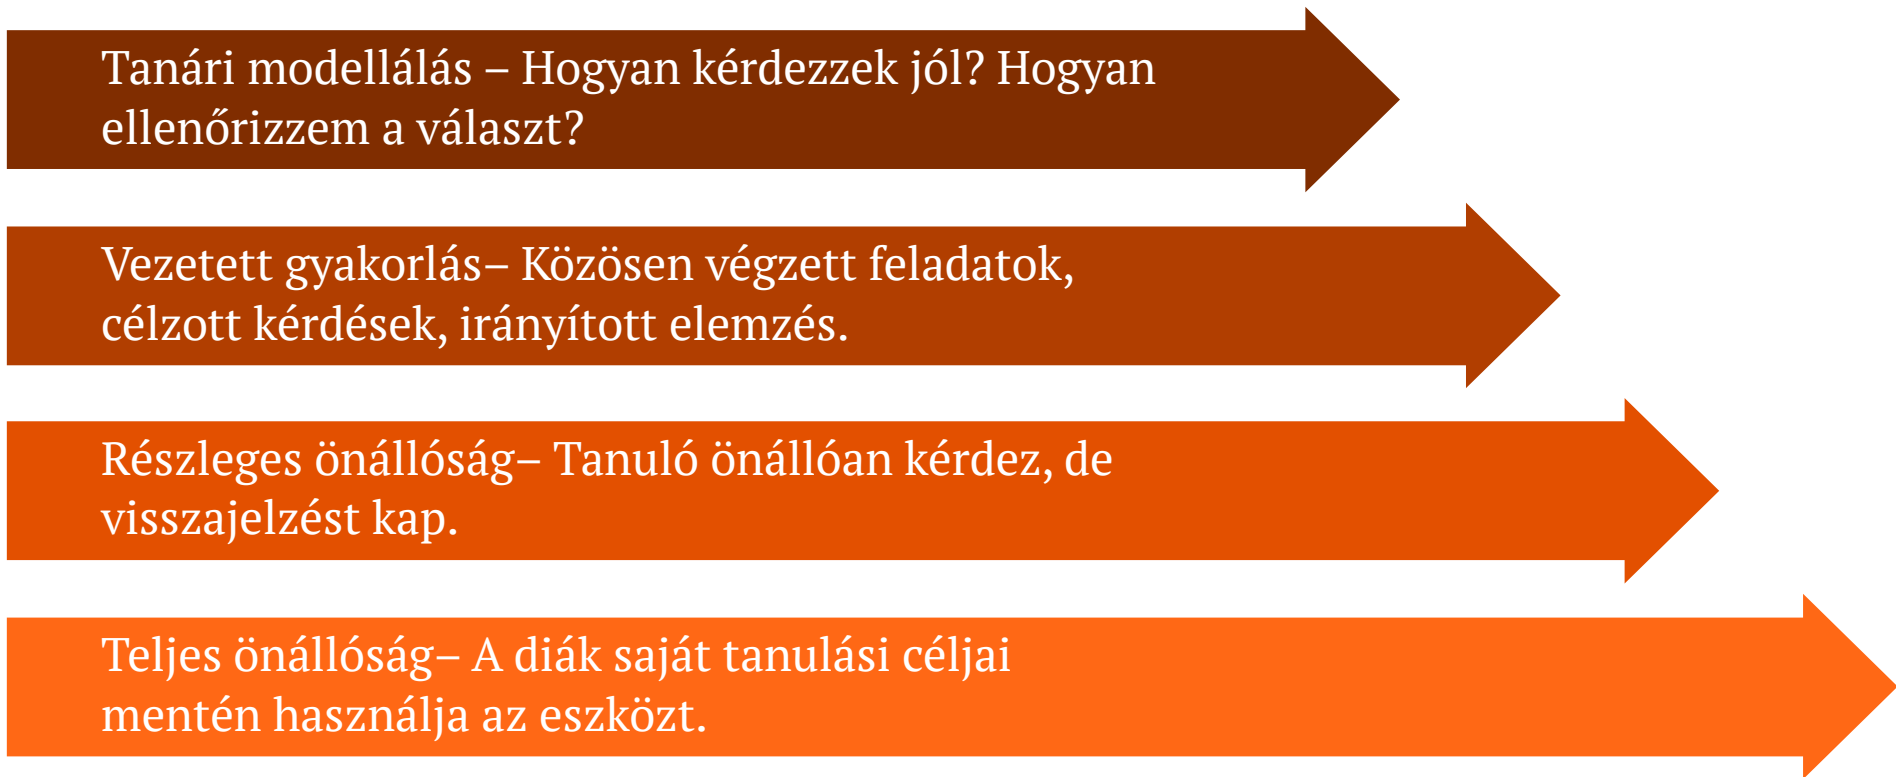 Tanári modellálás – Hogyan kérdezzek jól? Hogyan
ellenőrizzem a választ?
Vezetett gyakorlás– Közösen végzett feladatok,
célzott kérdések, irányított elemzés.
Részleges önállóság– Tanuló önállóan kérdez, de
visszajelzést kap.
Teljes önállóság– A diák saját tanulási céljai
mentén használja az eszközt.